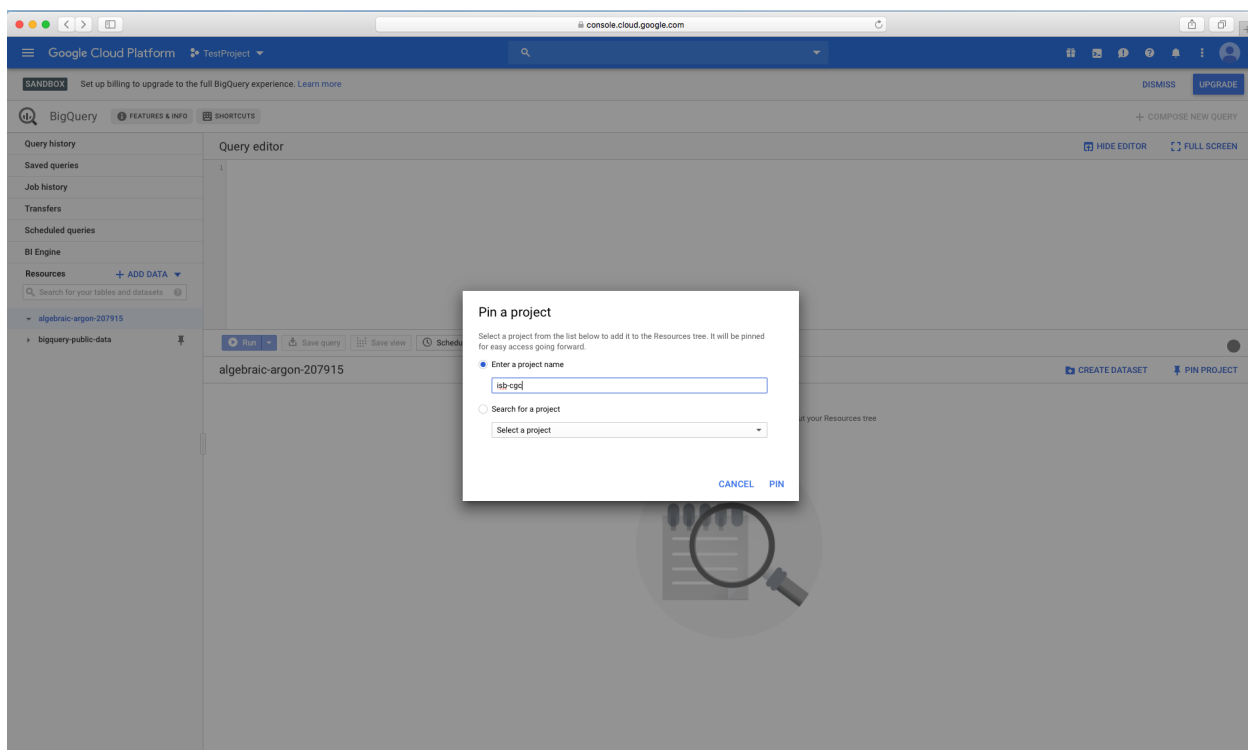 console.cloud.google.com
Google Cloud Platform TestProject
SANDBOX Set up billing to upgrade to the full BigQuery experience. Learn more DISMISS UPGRADE
BigQuery FEATURES & INFO SHORTCUTS + COMPOSE NEW QUERY
Query history
Saved queries
Job history
Transfers
Scheduled queries
BI Engine
Resources + ADD DATA
Search for your tables and datasets
algebraic-argon-207915
bigquery-public-data
Query editor HIDE EDITOR FULL SCREEN
1
Run Save query Save view Schedu
algebraic-argon-207915 CREATE DATASET PIN PROJECT
ut your Resources tree
Pin a project
Select a project from the list below to add it to the Resources tree. It will be pinned
for easy access going forward.
Enter a project name
isb-cgc
Search for a project
Select a project
CANCEL PIN